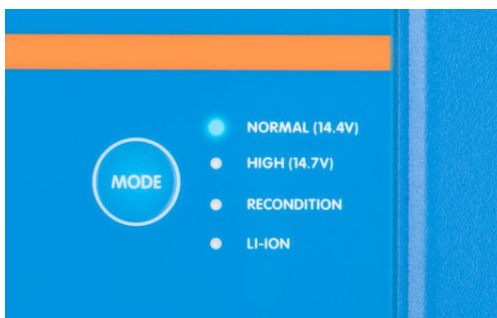 NORMAL (14.4V)
HIGH (14.7V)
MODE
RECONDITION
LI-ION